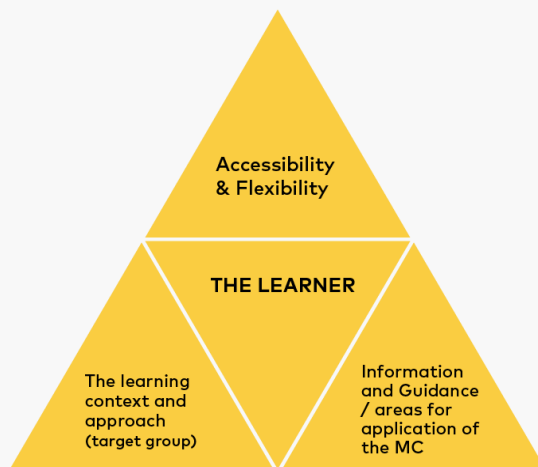 Accessibility
& Flexibility
THE LEARNER
The learning
context and
approach
(target group)
Information
and Guidance
/ areas for
application of
the MC